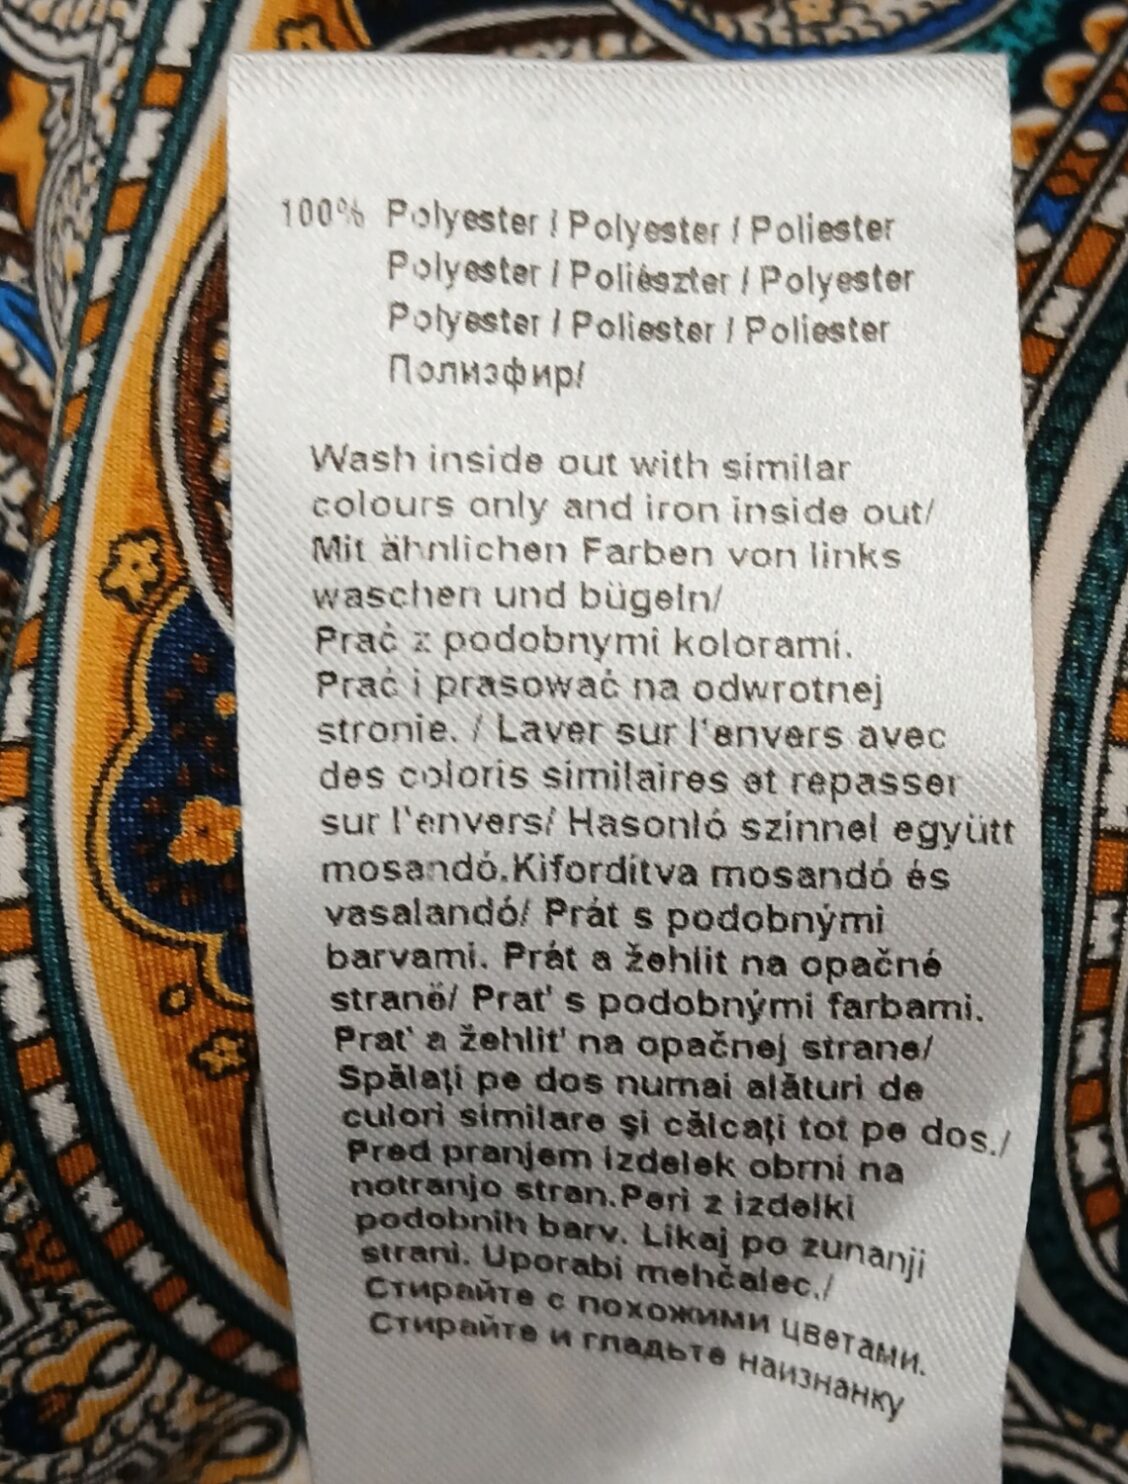 100% Polyester / Polyester / Poliester
Polyester / Poliészter / Polyester
Polyester / Poliester / Poliester
Полиэфир/
Wash inside out with similar
colours only and iron inside out/
Mit ähnlichen Farben von links
waschen und bügeln/
Prać z podobnymi kolorami.
Prać i prasować na odwrotnej
stronie. / Laver sur l'envers avec
des coloris similaires et repasser
sur l'envers/ Hasonló színnel együtt
mosandó.Kifordítva mosandó és
vasalandó/ Prát s podobnými
barvami. Prát a žehlit na opačné
straně/ Prat' s podobnými farbami.
Prat' a žehlit' na opačnej strane/
Spălaţi pe dos numai alături de
culori similare şi călcaţi tot pe dos./
Pred pranjem izdelek obrni na
notranjo stran.Peri z izdelki
podobnih barv. Likaj po zunanji
strani. Uporabi mehčalec./
Стирайте с похожими цветами.
Стирайте и гладьте наизнанку